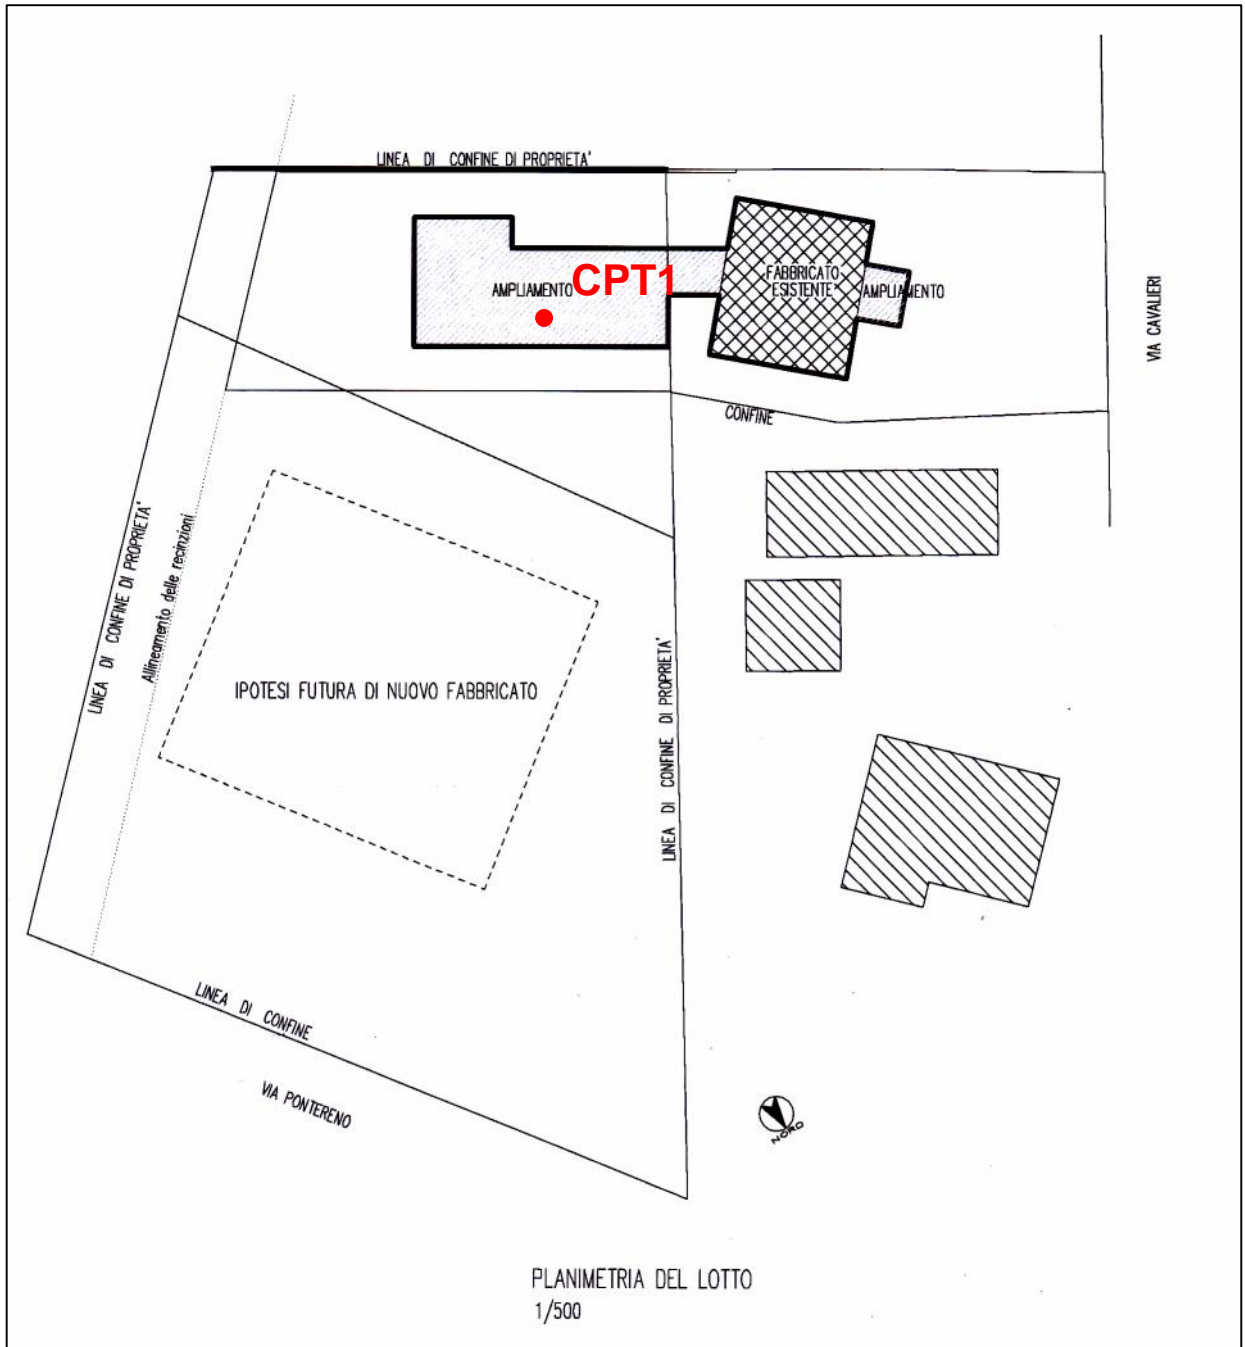 LINEA DI CONFINE DI PROPRIETA'
CPT1
AMPLIAMENTO
FABBRICATO
ESISTENTE
AMPLIAMENTO
VIA CAVALIERI
CONFINE
LINEA DI CONFINE DI PROPRIETA'
Allineamento delle recinzioni
IPOTESI FUTURA DI NUOVO FABBRICATO
LINEA DI CONFINE DI PROPRIETA'
LINEA DI CONFINE
VIA PONTERENO
NORD
PLANIMETRIA DEL LOTTO
1/500